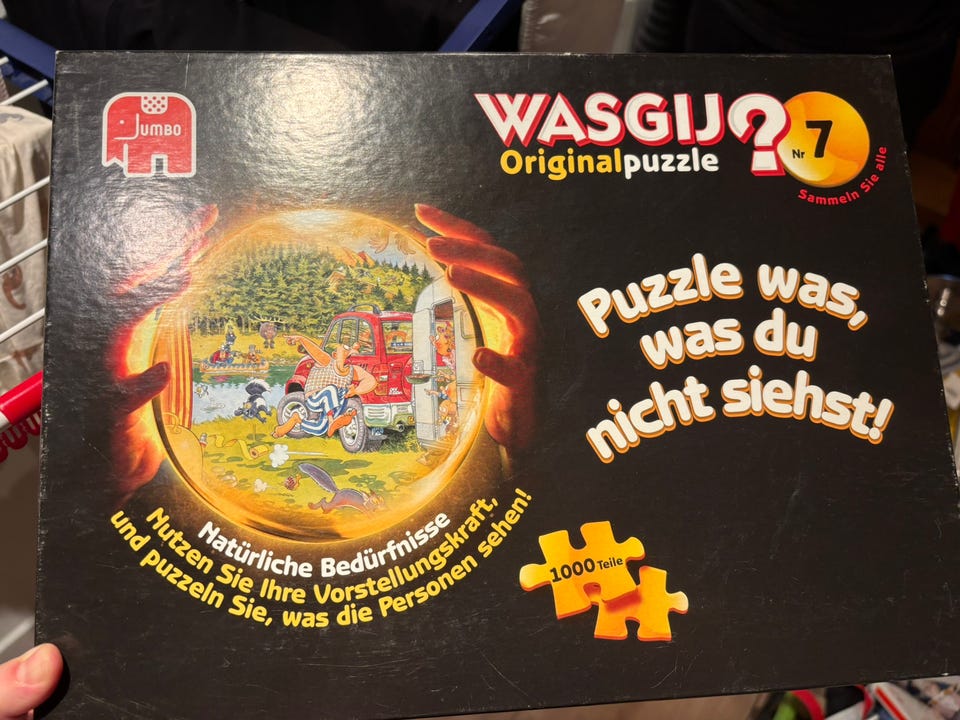 JUMBO
WASGIJ?
Originalpuzzle
Nr 7
Sammeln Sie alle
Puzzle was,
was du
nicht siehst!
Natürliche Bedürfnisse
Nutzen Sie Ihre Vorstellungskraft,
und puzzeln Sie, was die Personen sehen!
1000 Teile